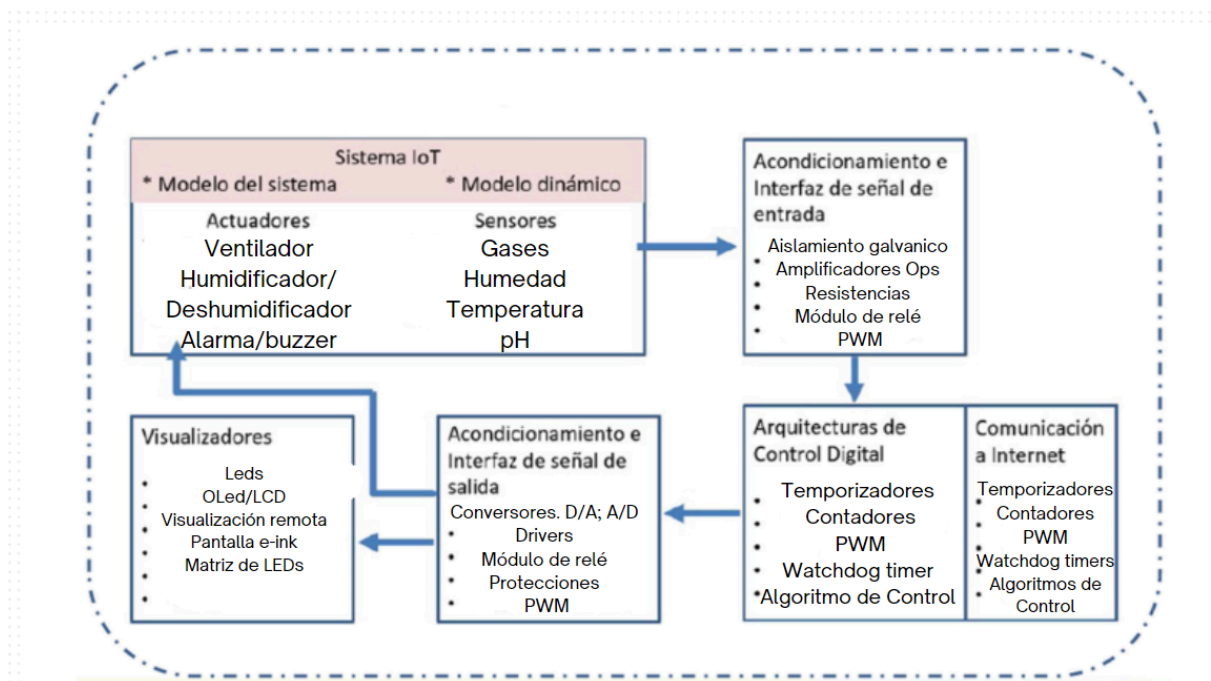 Sistema IoT
* Modelo del sistema
* Modelo dinámico
Actuadores
Ventilador
Humidificador/
Deshumidificador
Alarma/buzzer
Sensores
Gases
Humedad
Temperatura
pH
Acondicionamiento e
Interfaz de señal de
entrada
Aislamiento galvanico
• Amplificadores Ops
• Resistencias
• Módulo de relé
• PWM
Visualizadores
• Leds
• OLed/LCD
• Visualización remota
• Pantalla e-ink
• Matriz de LEDs
•
Acondicionamiento e
Interfaz de señal de
salida
Conversores. D/A; A/D
• Drivers
• Módulo de relé
• Protecciones
• PWM
Arquitecturas de
Control Digital
• Temporizadores
• Contadores
• PWM
• Watchdog timer
•Algoritmo de Control
Comunicación
a Internet
Temporizadores
• Contadores
• PWM
•Watchdog timers
• Algoritmos de
• Control